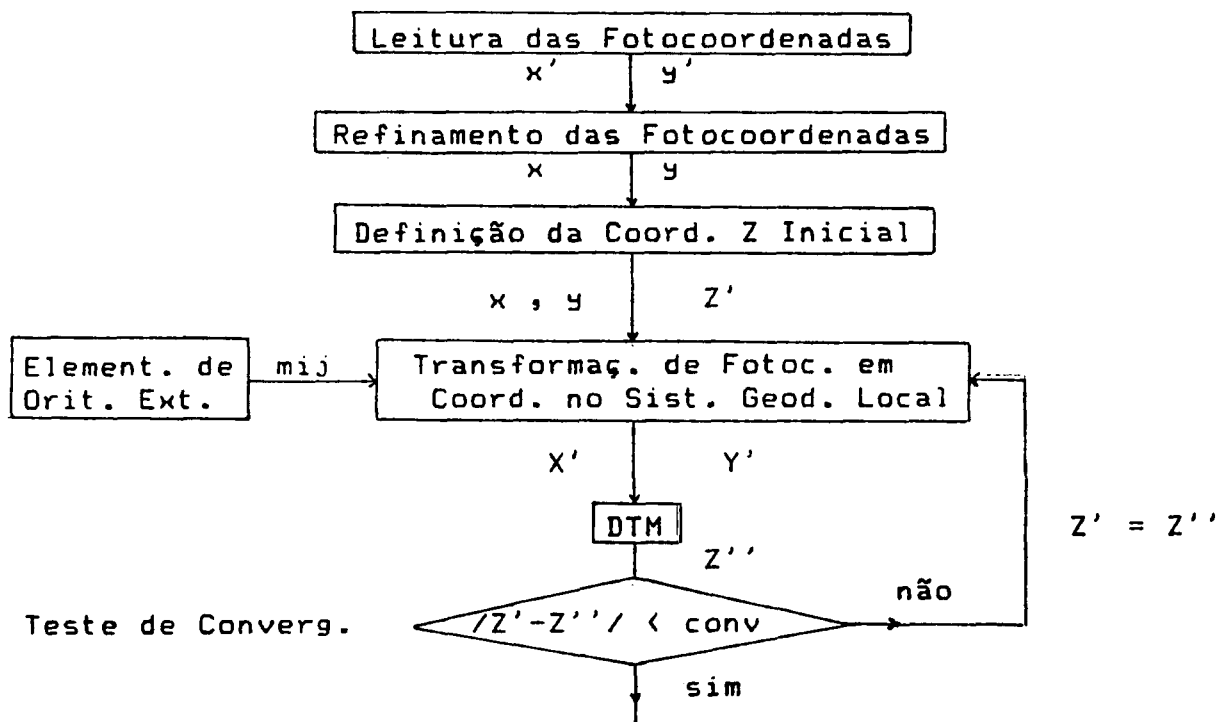 Leitura das Fotocoordenadas
x' y'
Refinamento das Fotocoordenadas
x y
Definição da Coord. Z Inicial
x , y Z'
Element. de
Orit. Ext.
mij
Transformaç. de Fotoc. em
Coord. no Sist. Geod. Local
X' Y'
DTM
Z' = Z''
Z''
não
Teste de Converg.
/Z'-Z''/ < conv
sim